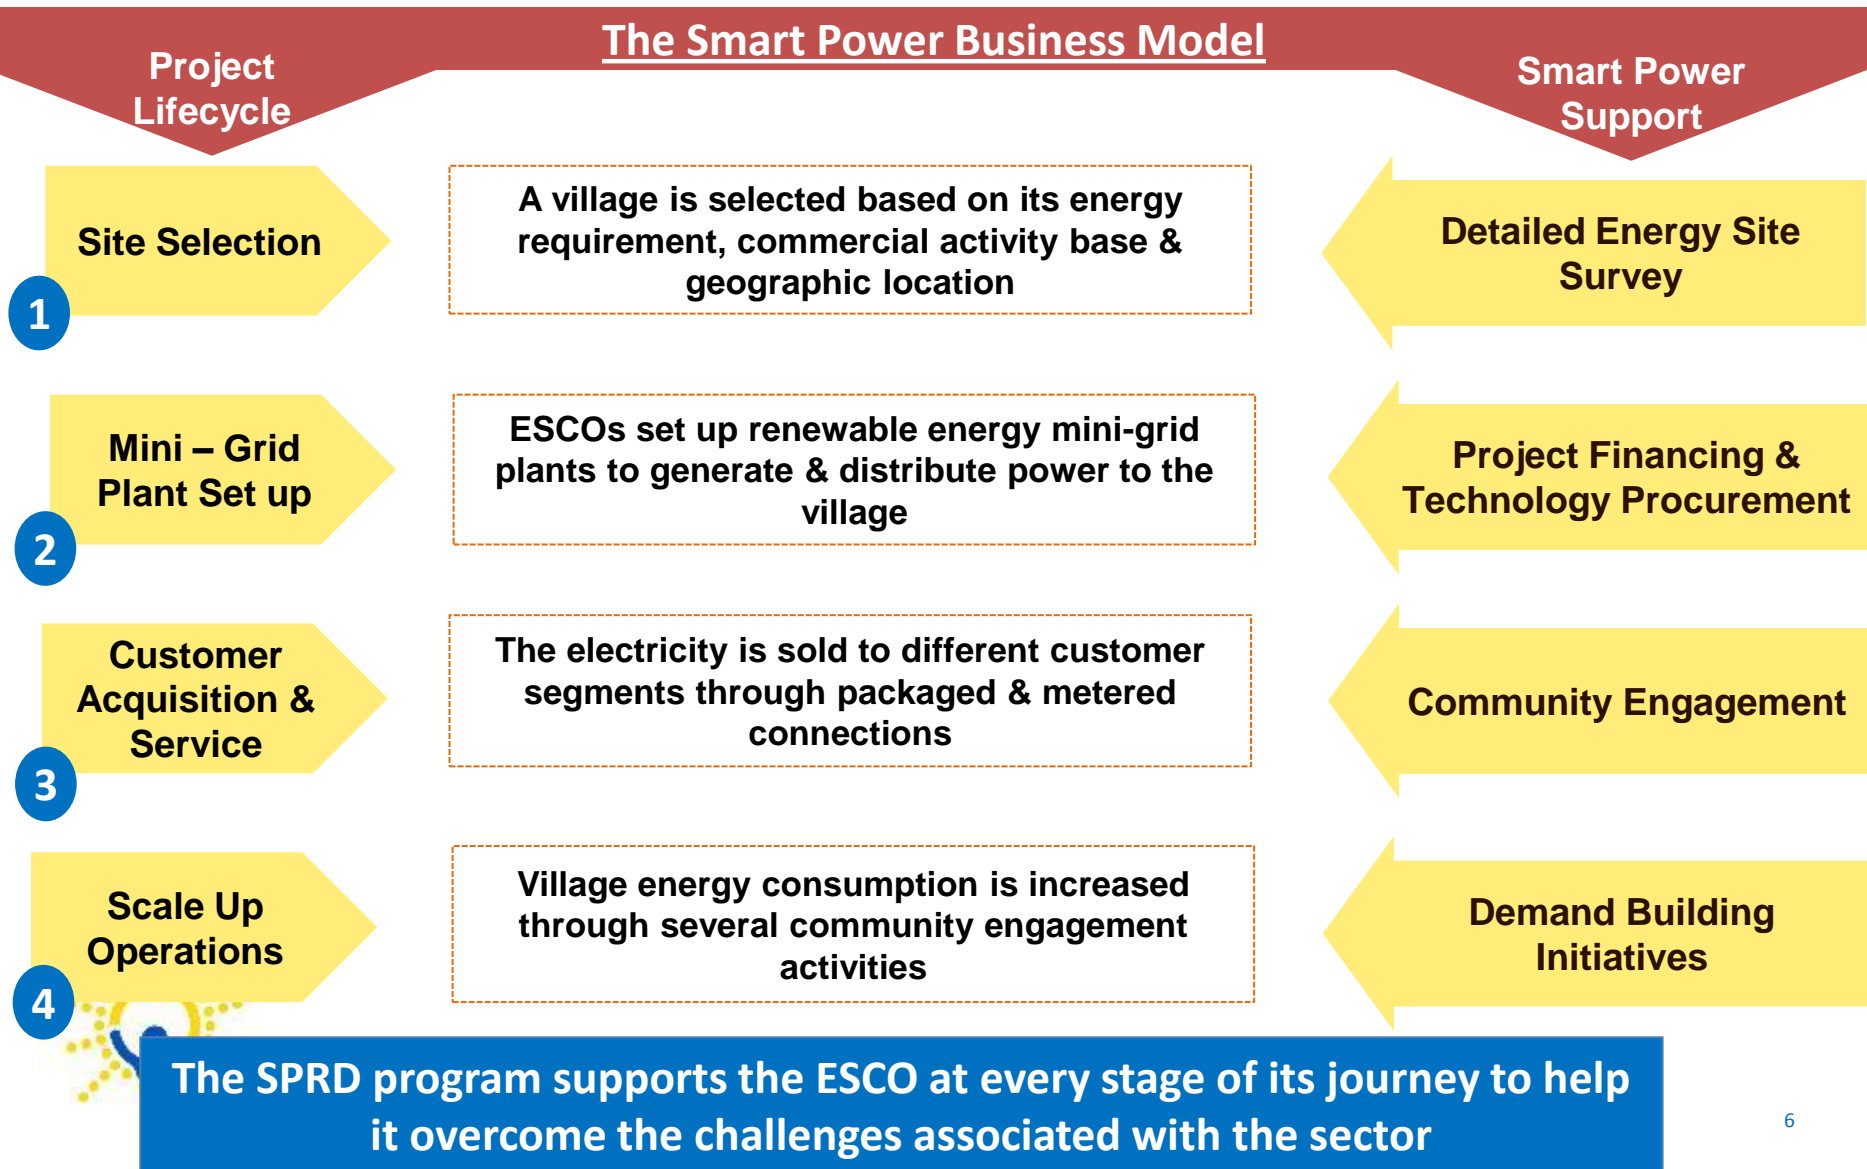 The Smart Power Business Model
Project
Lifecycle
Smart Power
Support
Site Selection
1
A village is selected based on its energy
requirement, commercial activity base &
geographic location
Detailed Energy Site
Survey
Mini – Grid
Plant Set up
2
ESCOs set up renewable energy mini-grid
plants to generate & distribute power to the
village
Project Financing &
Technology Procurement
Customer
Acquisition &
Service
3
The electricity is sold to different customer
segments through packaged & metered
connections
Community Engagement
Scale Up
Operations
4
Village energy consumption is increased
through several community engagement
activities
Demand Building
Initiatives
The SPRD program supports the ESCO at every stage of its journey to help
it overcome the challenges associated with the sector
6